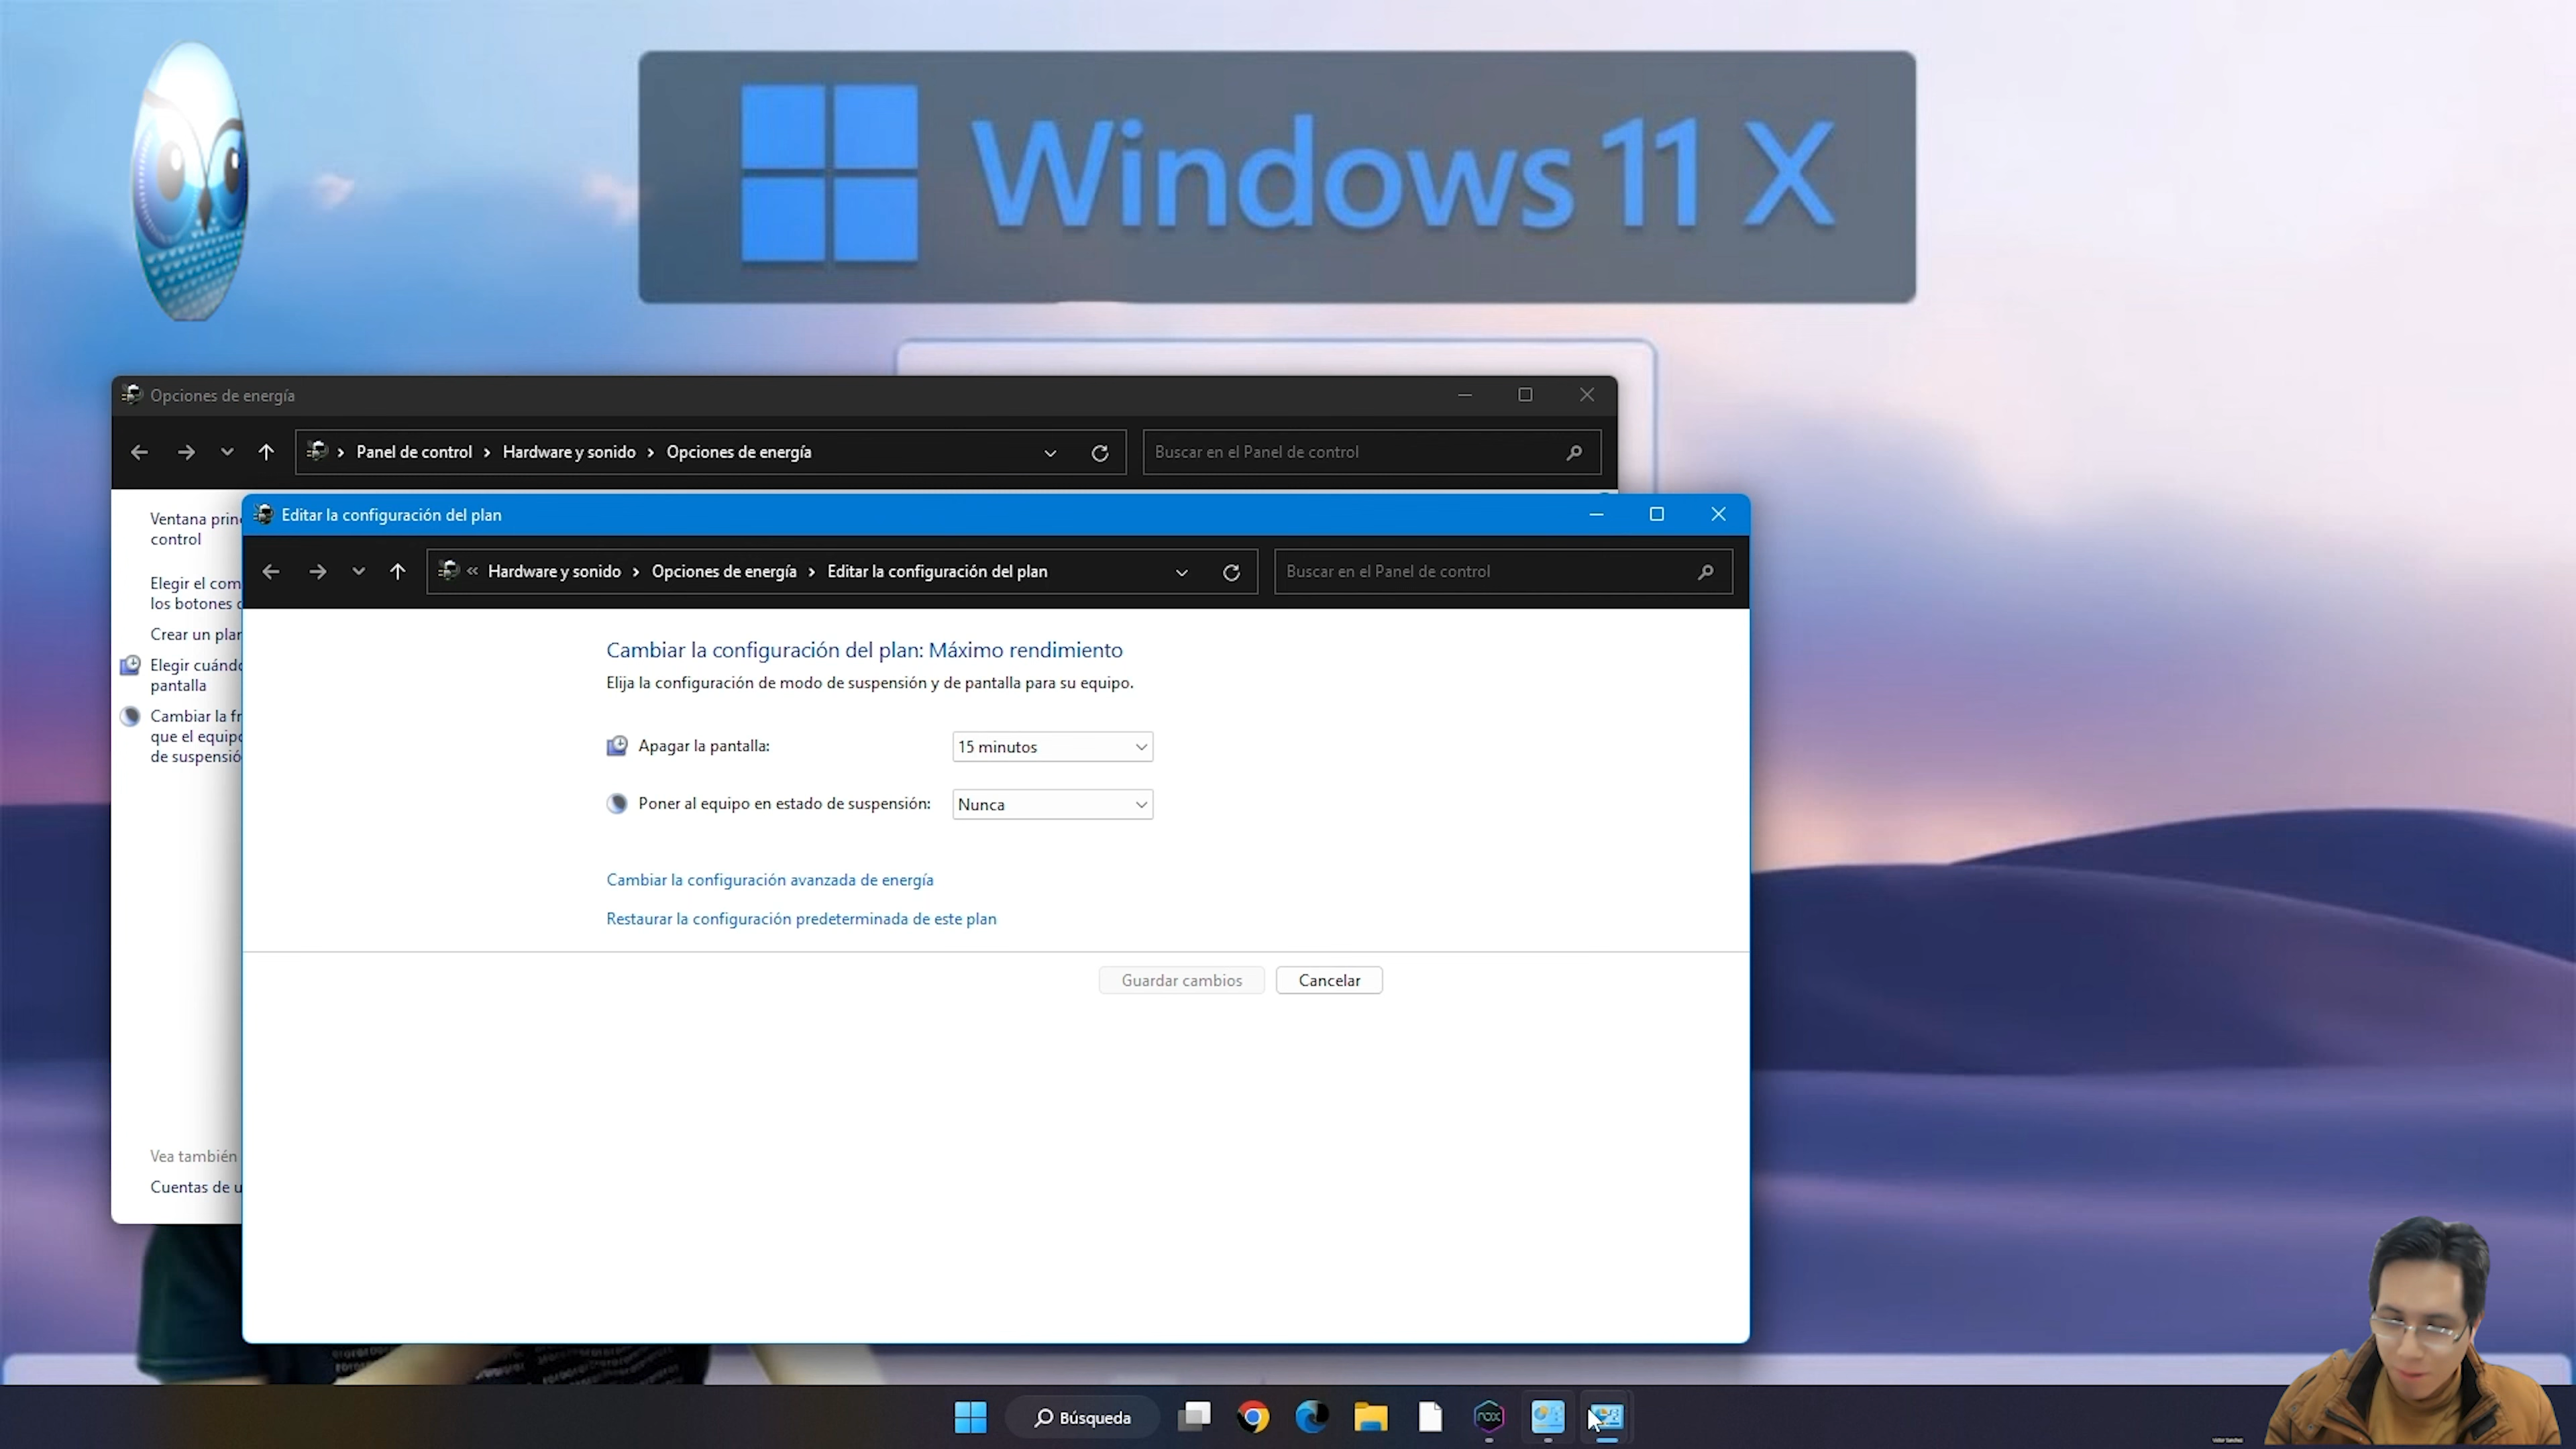 Windows 11 X
Opciones de energía
Panel de control › Hardware y sonido › Opciones de energía
Buscar en el Panel de control
Ventana prin
control
Elegir el com
los botones
Crear un plan
Elegir cuándo
pantalla
Cambiar la fr
que el equipo
de suspensió
Vea también
Cuentas de u
Editar la configuración del plan
« Hardware y sonido › Opciones de energía › Editar la configuración del plan
Buscar en el Panel de control
Cambiar la configuración del plan: Máximo rendimiento
Elija la configuración de modo de suspensión y de pantalla para su equipo.
Apagar la pantalla: 15 minutos
Poner al equipo en estado de suspensión: Nunca
Cambiar la configuración avanzada de energía
Restaurar la configuración predeterminada de este plan
Guardar cambios Cancelar
Búsqueda
nox